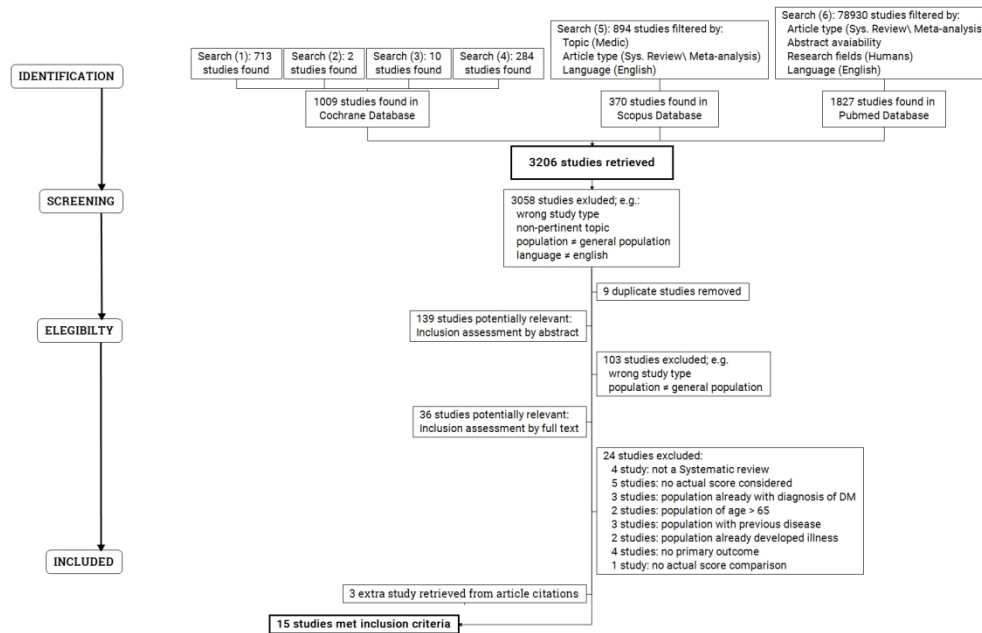 IDENTIFICATION
SCREENING
ELEGIBILTY
INCLUDED
Search (1): 713
studies found
Search (2): 2
studies found
Search (3): 10
studies found
Search (4): 284
studies found
Search (5): 894 studies filtered by:
Topic (Medic)
Article type (Sys. Review\ Meta-analysis)
Language (English)
Search (6): 78930 studies filtered by:
Article type (Sys. Review\ Meta-analysis)
Abstract avaiability
Research fields (Humans)
Language (English)
1009 studies found in
Cochrane Database
370 studies found in
Scopus Database
1827 studies found in
Pubmed Database
3206 studies retrieved
3058 studies exluded; e.g.:
wrong study type
non-pertinent topic
population ≠ general population
language ≠ english
9 duplicate studies removed
139 studies potentially relevant:
Inclusion assessment by abstract
103 studies excluded; e.g.
wrong study type
population ≠ general population
36 studies potentially relevant:
Inclusion assessment by full text
24 studies excluded:
4 study: not a Systematic review
5 studies: no actual score considered
3 studies: population already with diagnosis of DM
2 studies: population of age > 65
3 studies: population with previous disease
2 studies: population already developed illness
4 studies: no primary outcome
1 study: no actual score comparison
3 extra study retrieved from article citations
15 studies met inclusion criteria